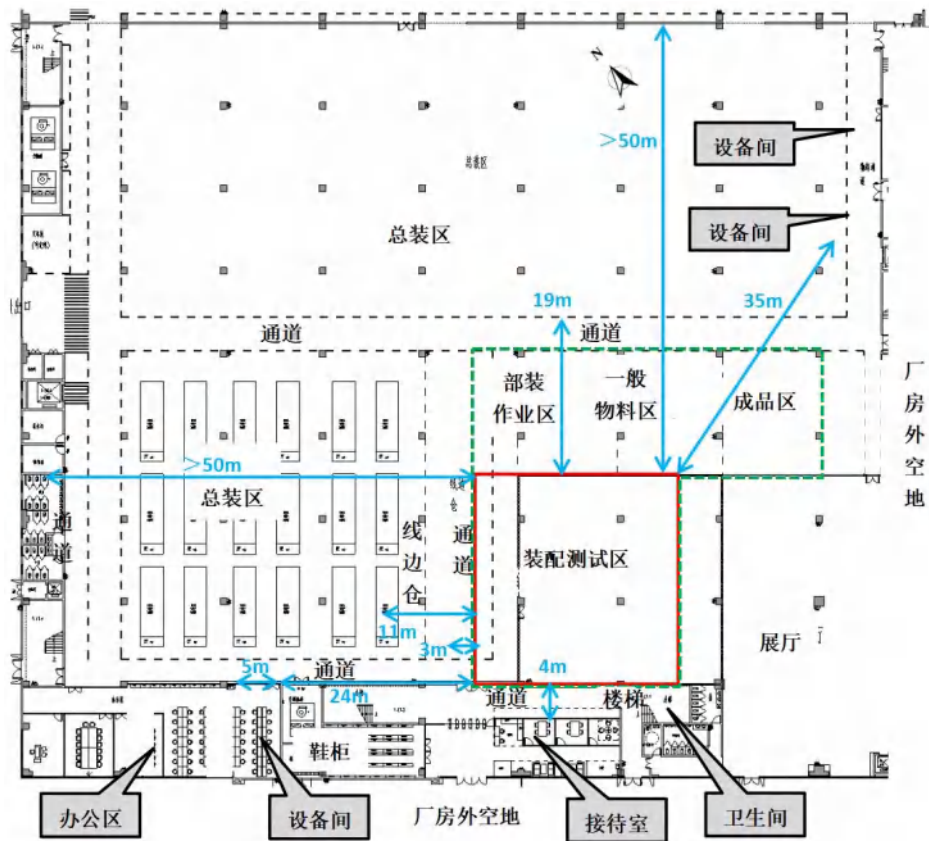 N
>50m
设备间
总装区
设备间
19m
35m
通道
通道
部装
作业区
一般
物料区
成品区
厂房外空地
>50m
总装区
通道
线边仓
通道
装配测试区
展厅
11m
3m
5m
通道
24m
4m
通道
楼梯
鞋柜
办公区
设备间
厂房外空地
接待室
卫生间